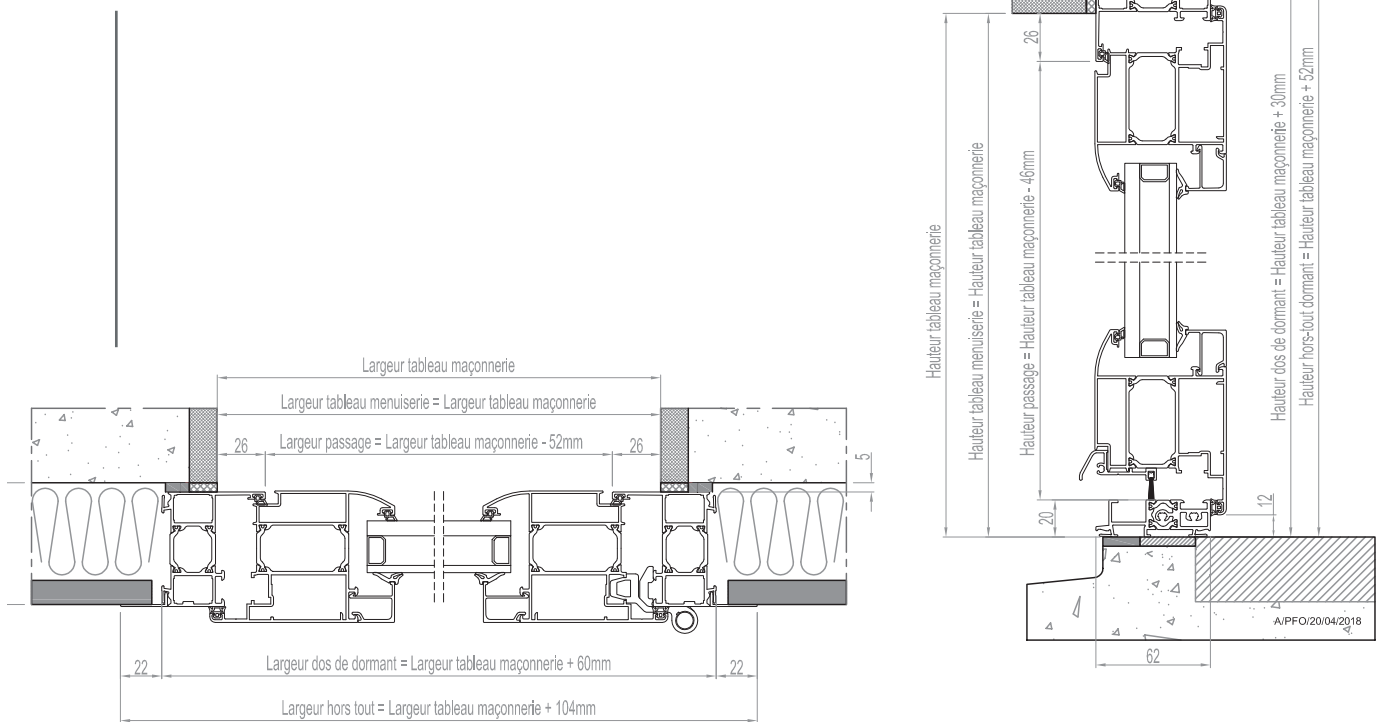 Largeur tableau maçonnerie
Largeur tableau menuiserie = Largeur tableau maçonnerie
26
Largeur passage = Largeur tableau maçonnerie - 52mm
26
5
22
Largeur dos de dormant = Largeur tableau maçonnerie + 60mm
22
Largeur hors tout = Largeur tableau maçonnerie + 104mm
Hauteur tableau maçonnerie
Hauteur tableau menuiserie = Hauteur tableau maçonnerie
26
Hauteur passage = Hauteur tableau maçonnerie - 46mm
20
Hauteur dos de dormant = Hauteur tableau maçonnerie + 30mm
Hauteur hors-tout dormant = Hauteur tableau maçonnerie + 52mm
12
A/PFO/20/04/2018
62